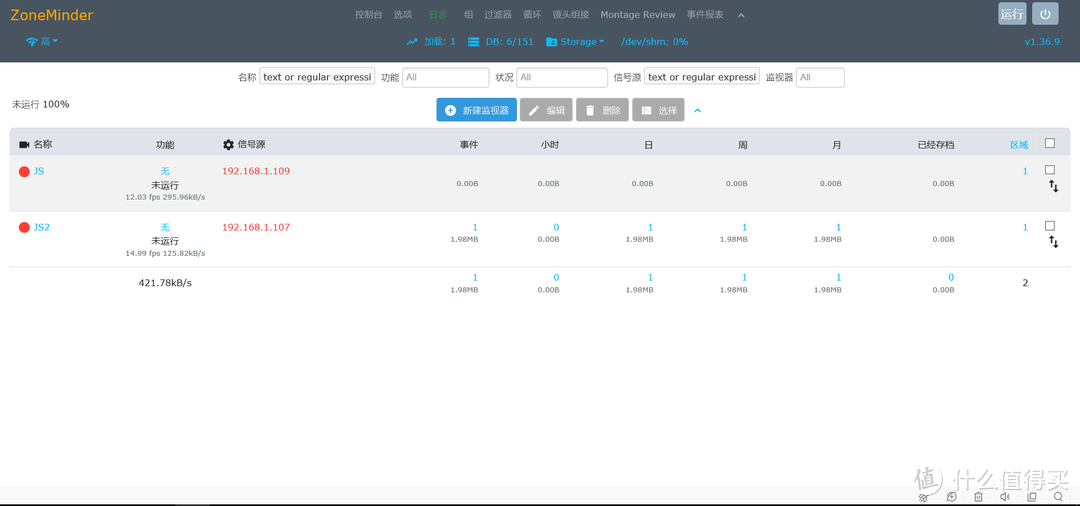 ZoneMinder 控制台 选项 日志 组 过滤器 循环 镜头组接 Montage Review 事件报表 运行
高 加载: 1 DB: 6/151 Storage /dev/shm: 0% v1.36.9
名称 text or regular expressi 功能 All 状况 All 信号源 text or regular expressi 监视器 All
未运行 100% 新建监视器 编辑 删除 选择
名称 功能 信号源 事件 小时 日 周 月 已经存档 区域
JS 无 192.168.1.109 1
未运行 0.00B 0.00B 0.00B 0.00B 0.00B 0.00B
12.03 fps 295.96kB/s
JS2 无 192.168.1.107 1 0 1 1 1 1
未运行 1.98MB 0.00B 1.98MB 1.98MB 1.98MB 0.00B
14.99 fps 125.82kB/s
421.78kB/s 1 0 1 1 1 0 2
1.98MB 0.00B 1.98MB 1.98MB 1.98MB 0.00B
值 什么值得买